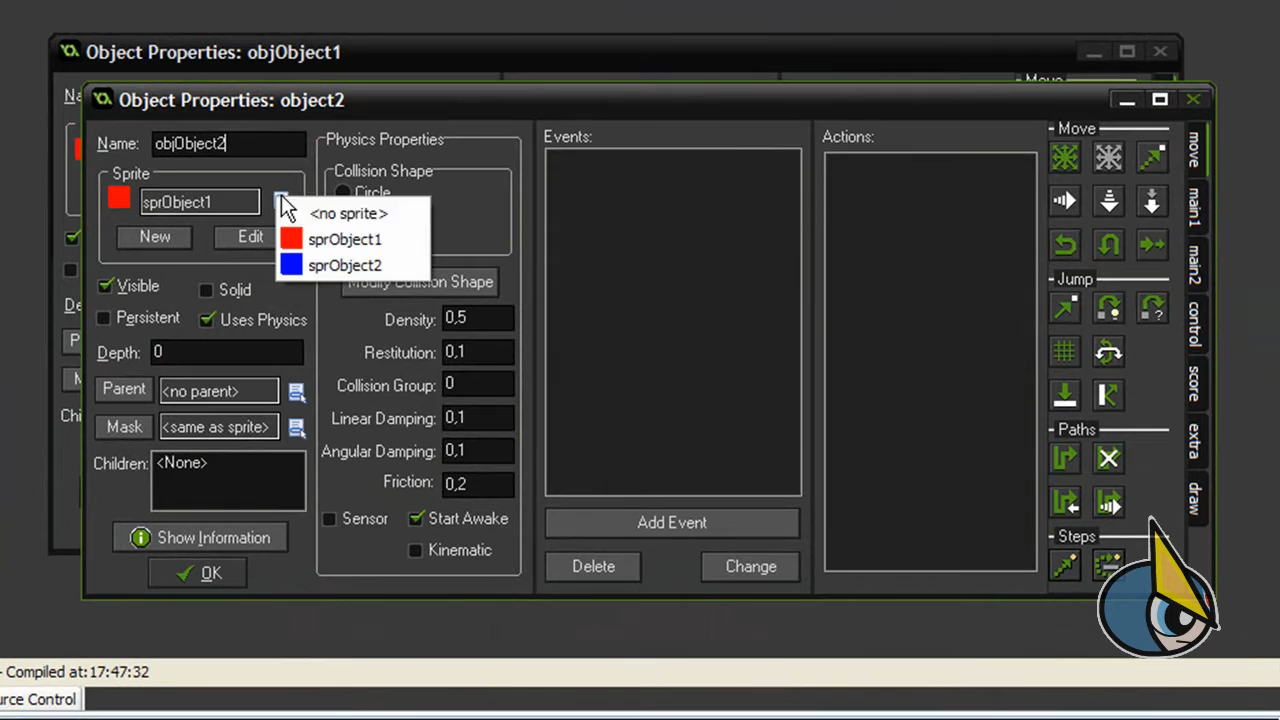 Object Properties: objObject1
Move
Object Properties: object2
Name: objObject2
Sprite
sprObject1
New
Edit
<no sprite>
sprObject1
sprObject2
Visible
Solid
Persistent
Uses Physics
Depth: 0
Parent <no parent>
Mask <same as sprite>
Children: <None>
Show Information
OK
Physics Properties
Collision Shape
Circle
Modify Collision Shape
Density: 0,5
Restitution: 0,1
Collision Group: 0
Linear Damping: 0,1
Angular Damping: 0,1
Friction: 0,2
Sensor
Start Awake
Kinematic
Events:
Add Event
Delete
Change
Actions:
Move
Jump
Paths
Steps
move
main1
main2
control
score
extra
draw
- Compiled at:17:47:32
urce Control